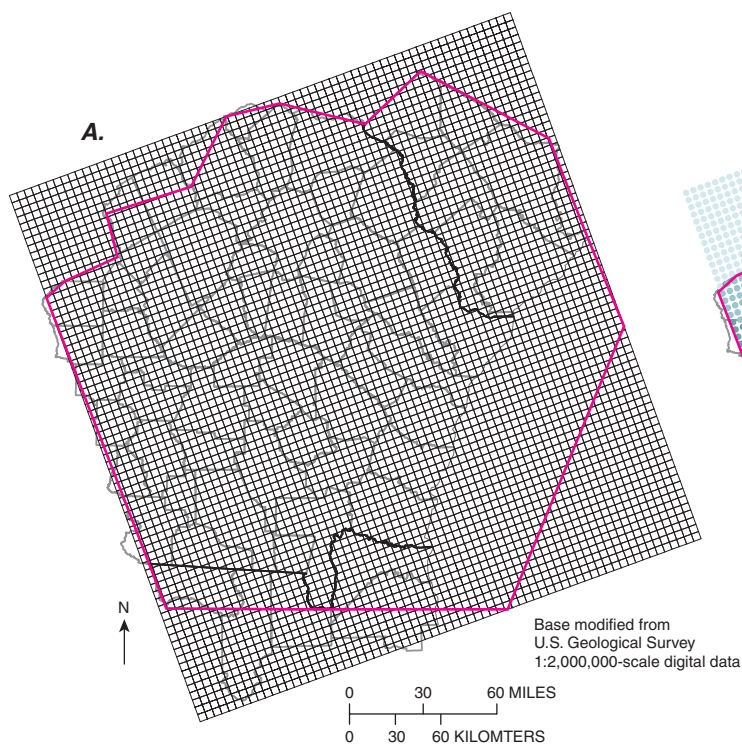 A.
N
Base modified from
U.S. Geological Survey
1:2,000,000-scale digital data
0 30 60 MILES
0 30 60 KILOMTERS